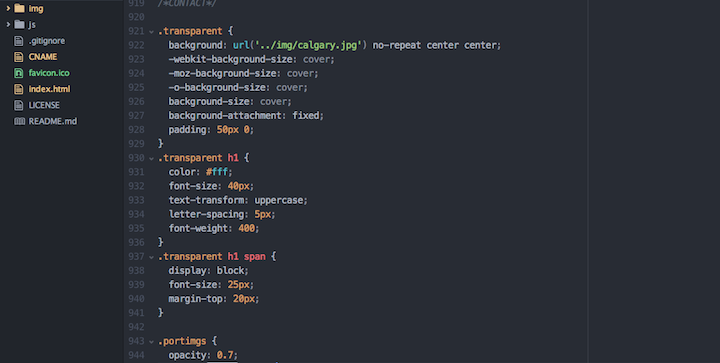 img
js
.gitignore
CNAME
favicon.ico
index.html
LICENSE
README.md
919 /*CONTACT*/
920
921 .transparent {
922 background: url('../img/calgary.jpg') no-repeat center center;
923 -webkit-background-size: cover;
924 -moz-background-size: cover;
925 -o-background-size: cover;
926 background-size: cover;
927 background-attachment: fixed;
928 padding: 50px 0;
929 }
930 .transparent h1 {
931 color: #fff;
932 font-size: 40px;
933 text-transform: uppercase;
934 letter-spacing: 5px;
935 font-weight: 400;
936 }
937 .transparent h1 span {
938 display: block;
939 font-size: 25px;
940 margin-top: 20px;
941 }
942
943 .portimgs {
944 opacity: 0.7;